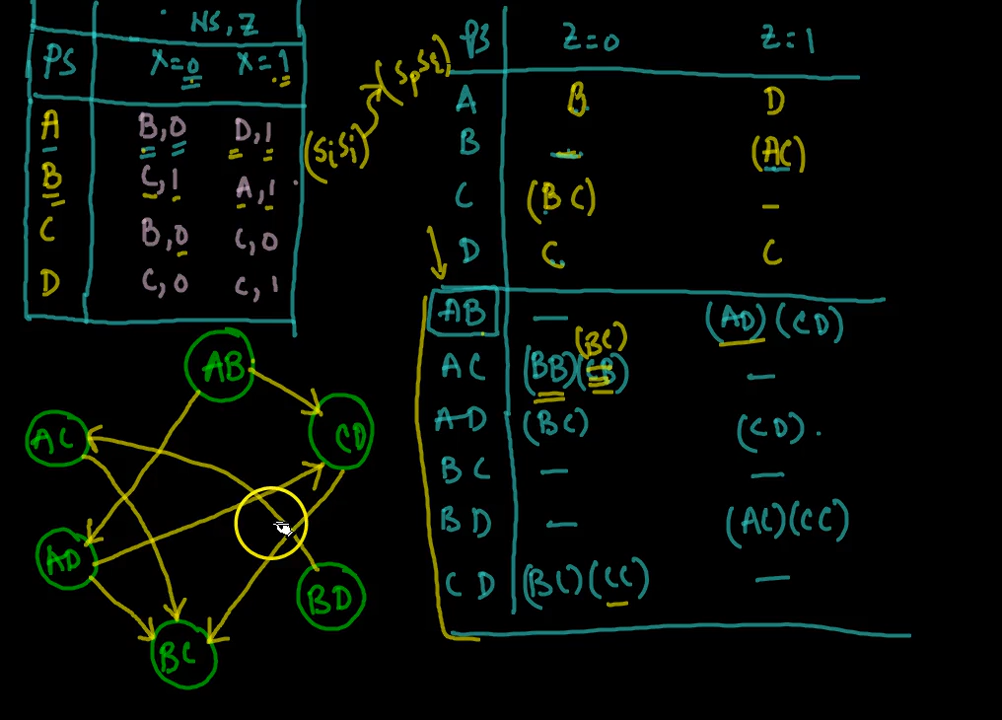 NS, Z
PS X=0 X=1
A B,0 D,1
B C,1 A,1
C B,0 C,0
D C,0 C,1
(SiSi)
PS Z=0 Z=1
A B D
B — (AC)
C (BC) –
D C C
AB — (AD)(CD)
(BC)
AC (BB)(CB) —
AD (BC) (CD).
BC — —
BD — (AC)(CC)
CD (BC)(CC) —
AB
AC
CD
AD
BD
BC